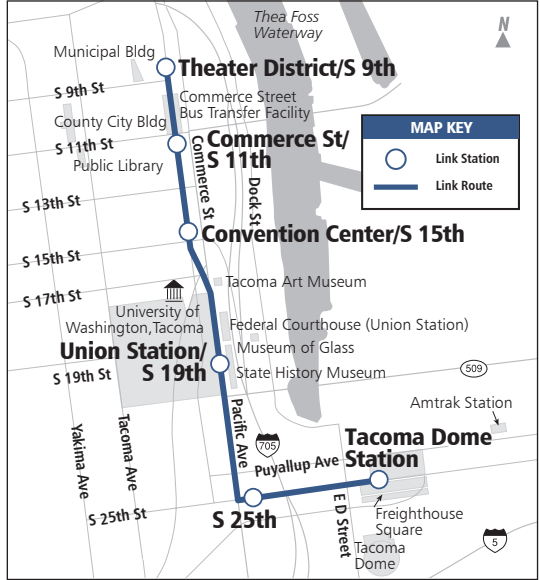 Thea Foss
Waterway
N
Municipal Bldg
Theater District/S 9th
S 9th St
Commerce Street
Bus Transfer Facility
County City Bldg
MAP KEY
Link Station
Link Route
Commerce St/
S 11th
S 11th St
Public Library
Commerce St
Dock St
S 13th St
Convention Center/S 15th
S 15th St
Tacoma Art Museum
S 17th St
University of
Washington,Tacoma
Federal Courthouse (Union Station)
Union Station/
S 19th
Museum of Glass
State History Museum
S 19th St
509
Amtrak Station
Yakima Ave
Tacoma Ave
Pacific Ave
705
Tacoma Dome
Station
Puyallup Ave
S 25th St
S 25th
E D Street
Freighthouse
Square
Tacoma
Dome
5